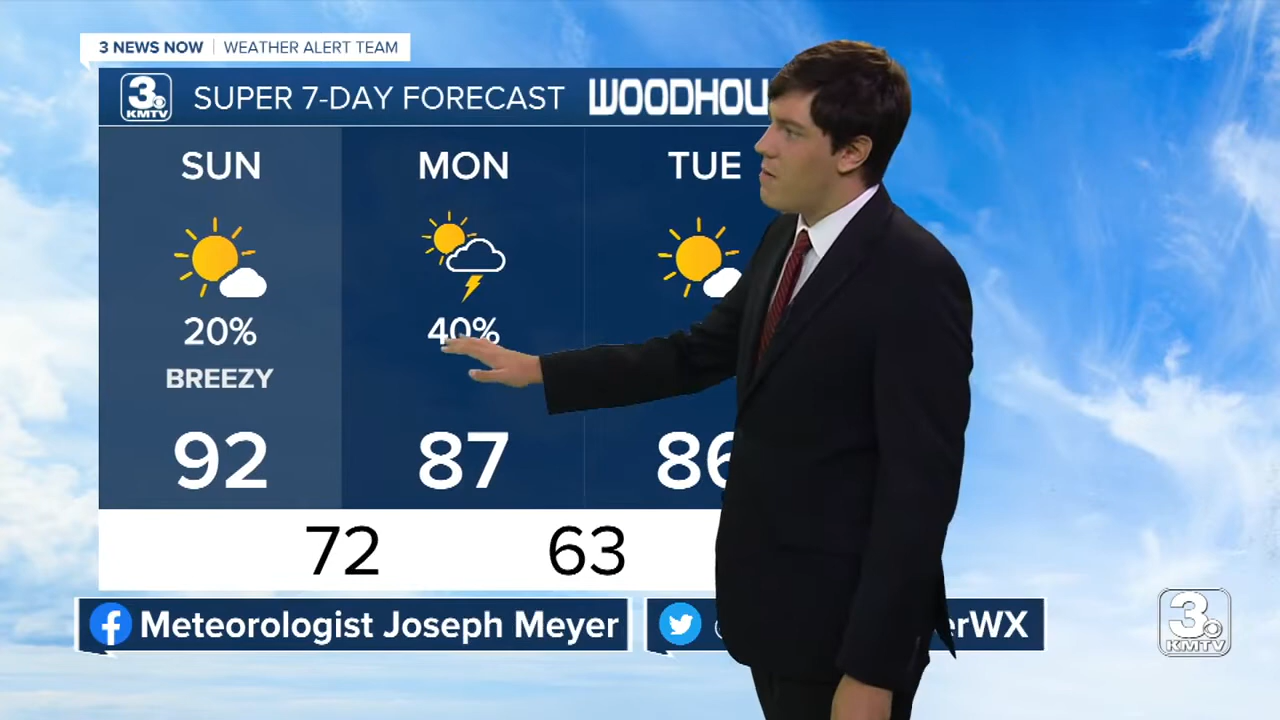 3 NEWS NOW | WEATHER ALERT TEAM
3 KMTV SUPER 7-DAY FORECAST
SUN MON TUE
20% 40%
BREEZY
92 87
72 63
Meteorologist Joseph Meyer
3 KMTV